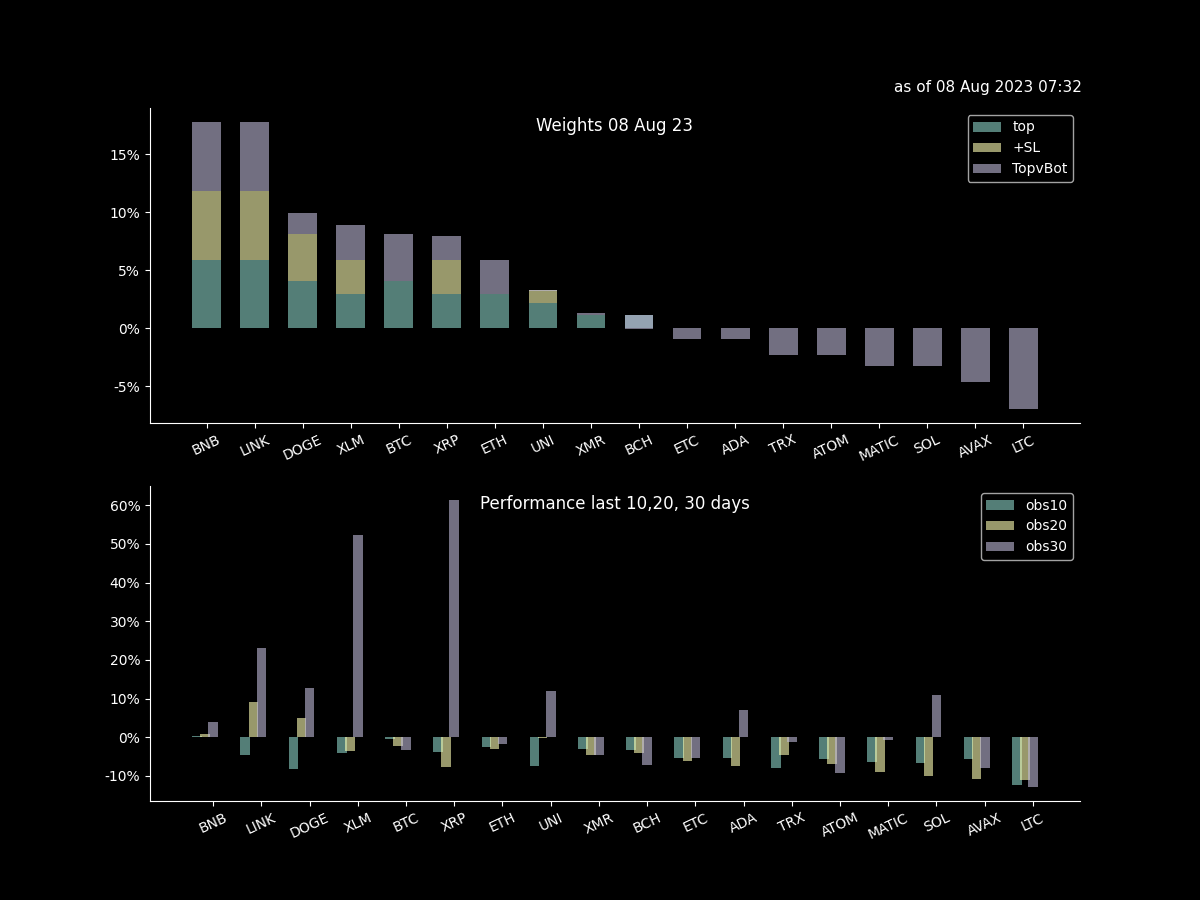 as of 08 Aug 2023 07:32
Weights 08 Aug 23
top
+SL
TopvBot
15%
10%
5%
0%
-5%
BNB LINK DOGE XLM BTC XRP ETH UNI XMR BCH ETC ADA TRX ATOM MATIC SOL AVAX LTC
Performance last 10,20, 30 days
obs10
obs20
obs30
60%
50%
40%
30%
20%
10%
0%
-10%
BNB LINK DOGE XLM BTC XRP ETH UNI XMR BCH ETC ADA TRX ATOM MATIC SOL AVAX LTC